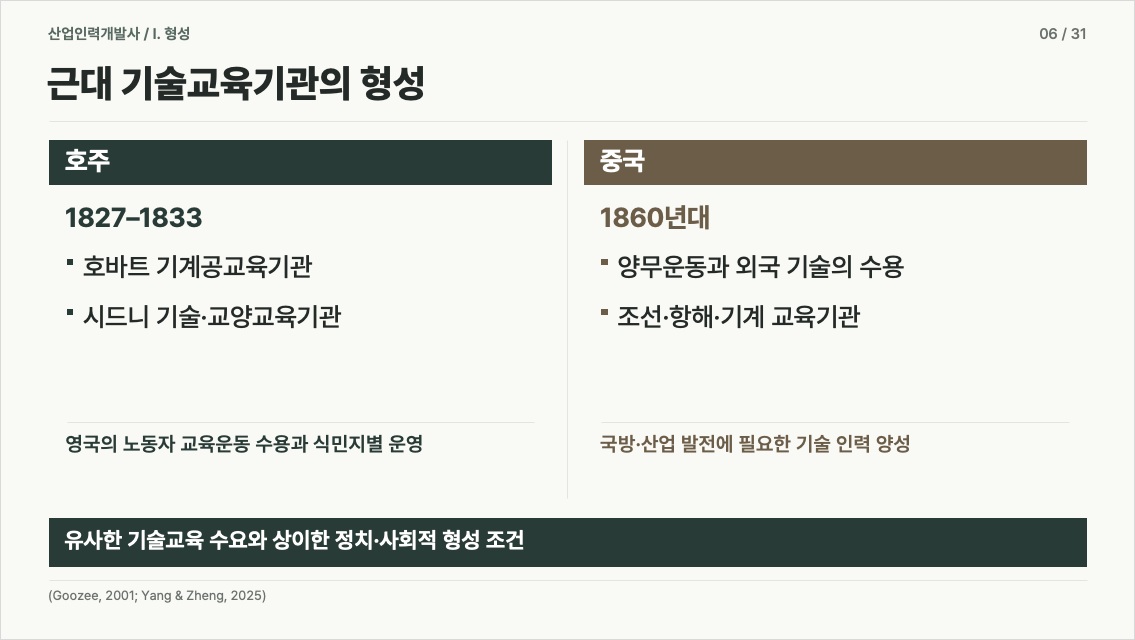 산업인력개발사 / I. 형성
06 / 31
근대 기술교육기관의 형성
호주
1827–1833
호바트 기계공교육기관
시드니 기술·교양교육기관
영국의 노동자 교육운동 수용과 식민지별 운영
중국
1860년대
양무운동과 외국 기술의 수용
조선·항해·기계 교육기관
국방·산업 발전에 필요한 기술 인력 양성
유사한 기술교육 수요와 상이한 정치·사회적 형성 조건
(Goozee, 2001; Yang & Zheng, 2025)